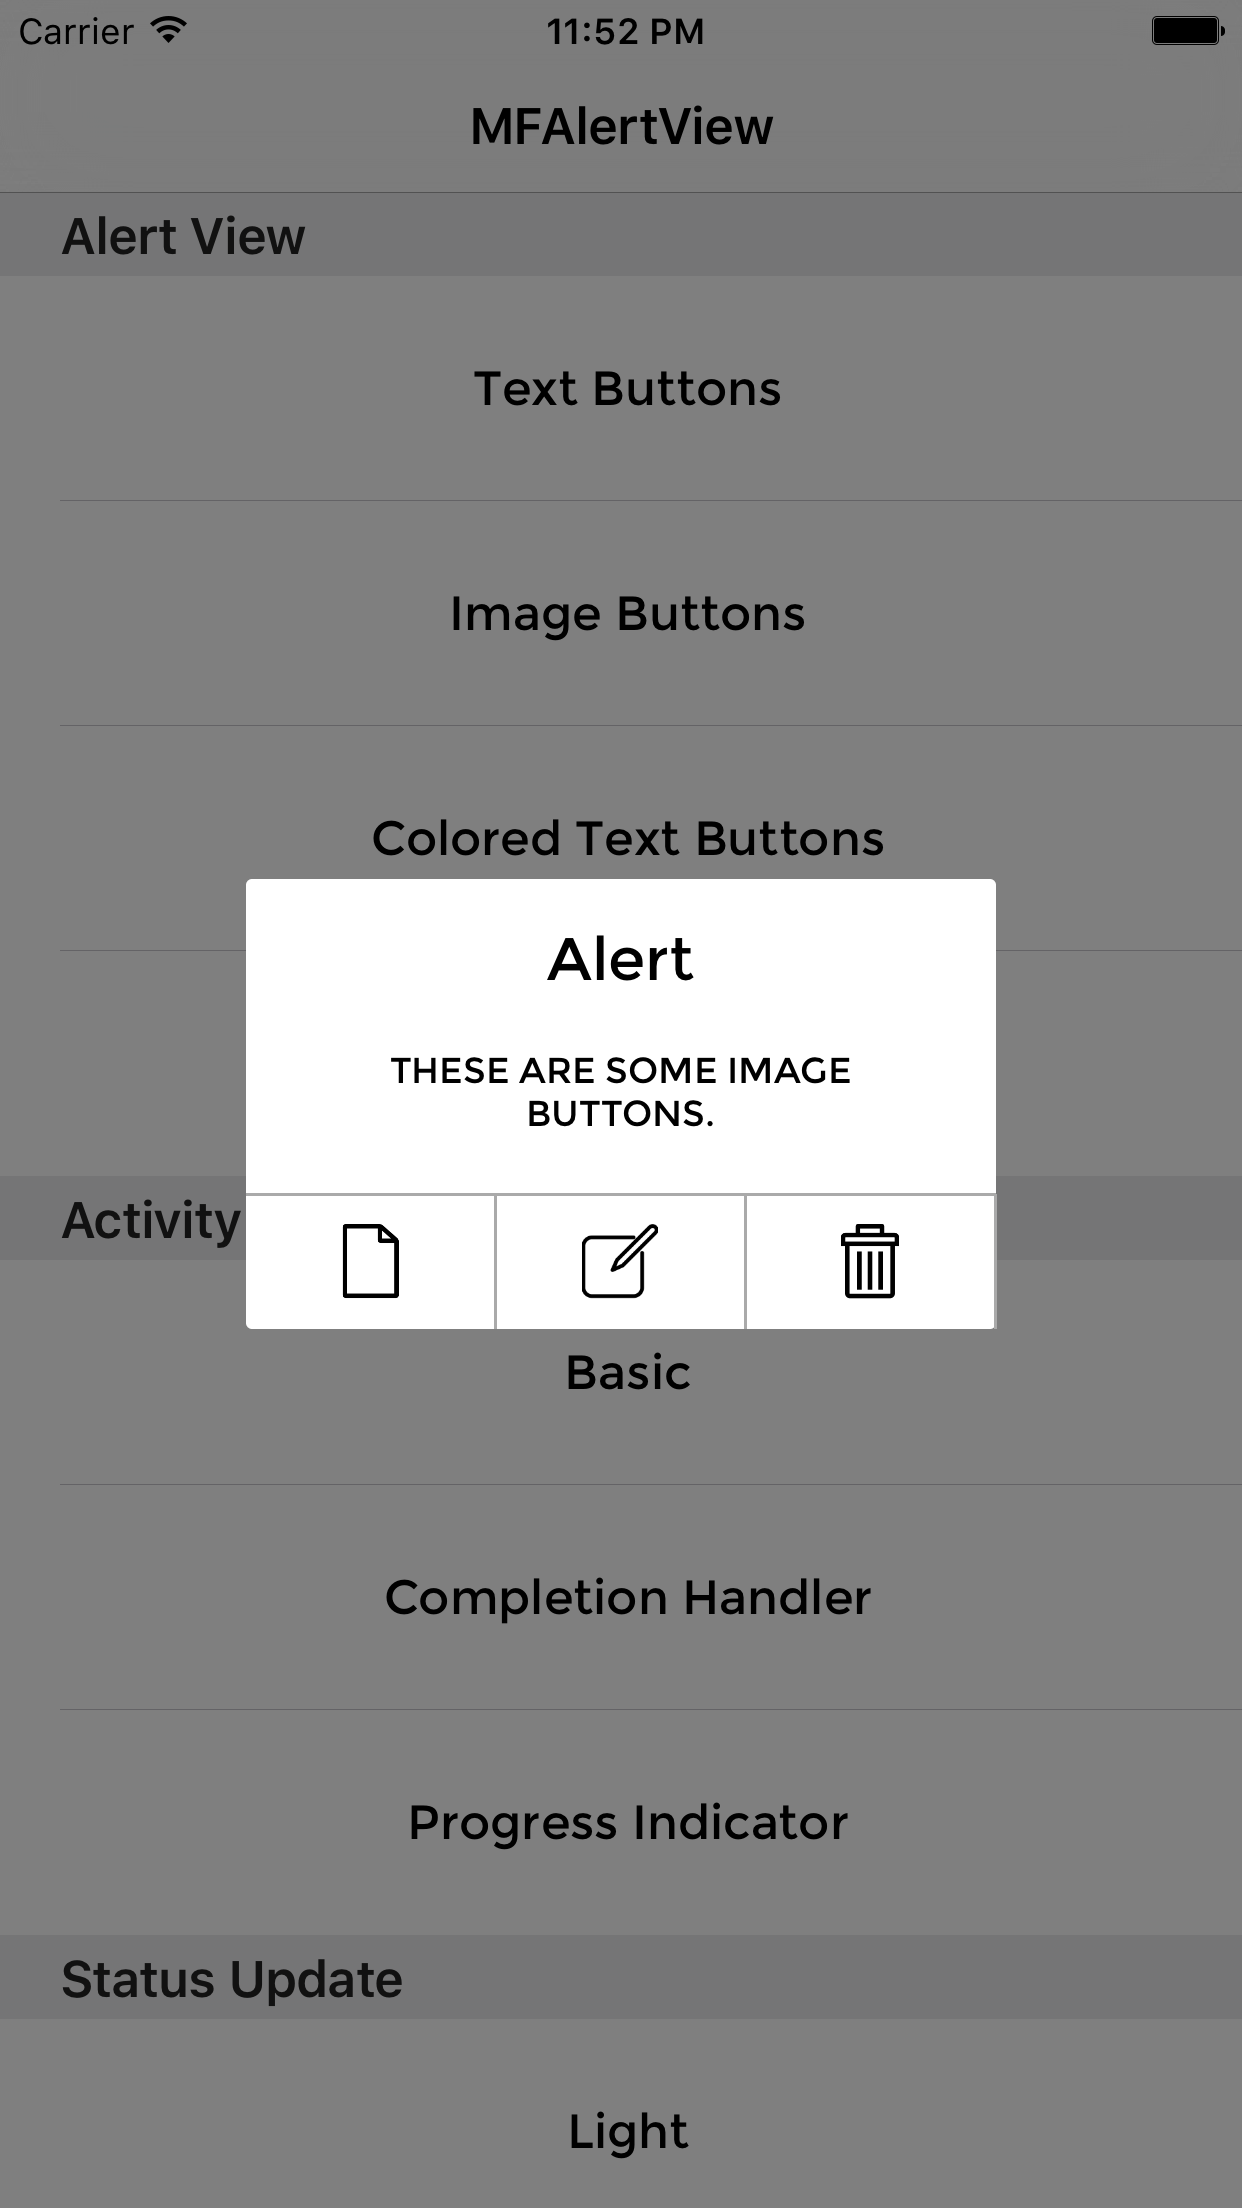 Carrier 11:52 PM
MFAlertView
Alert View
Text Buttons
Image Buttons
Colored Text Buttons
Alert
THESE ARE SOME IMAGE
BUTTONS.
Activity
Basic
Completion Handler
Progress Indicator
Status Update
Light